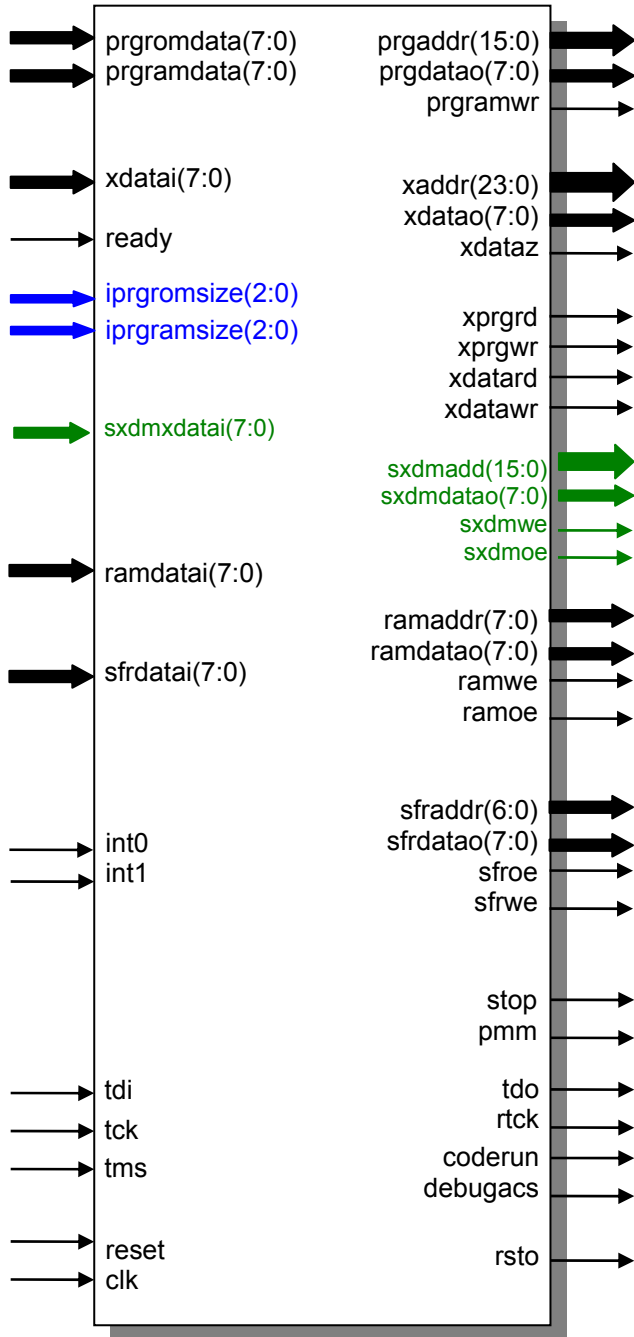 prgromdata(7:0)
prgramdata(7:0)
xdatai(7:0)
ready
iprgromsize(2:0)
iprgramsize(2:0)
sxdmxdatai(7:0)
ramdatai(7:0)
sfrdatai(7:0)
int0
int1
tdi
tck
tms
reset
clk
prgaddr(15:0)
prgdatao(7:0)
prgramwr
xaddr(23:0)
xdatao(7:0)
xdataz
xprgrd
xprgwr
xdatard
xdatawr
sxdmadd(15:0)
sxdmdatao(7:0)
sxdmwe
sxdmoe
ramaddr(7:0)
ramdatao(7:0)
ramwe
ramoe
sfraddr(6:0)
sfrdatao(7:0)
sfroe
sfrwe
stop
pmm
tdo
rtck
coderun
debugacs
rsto